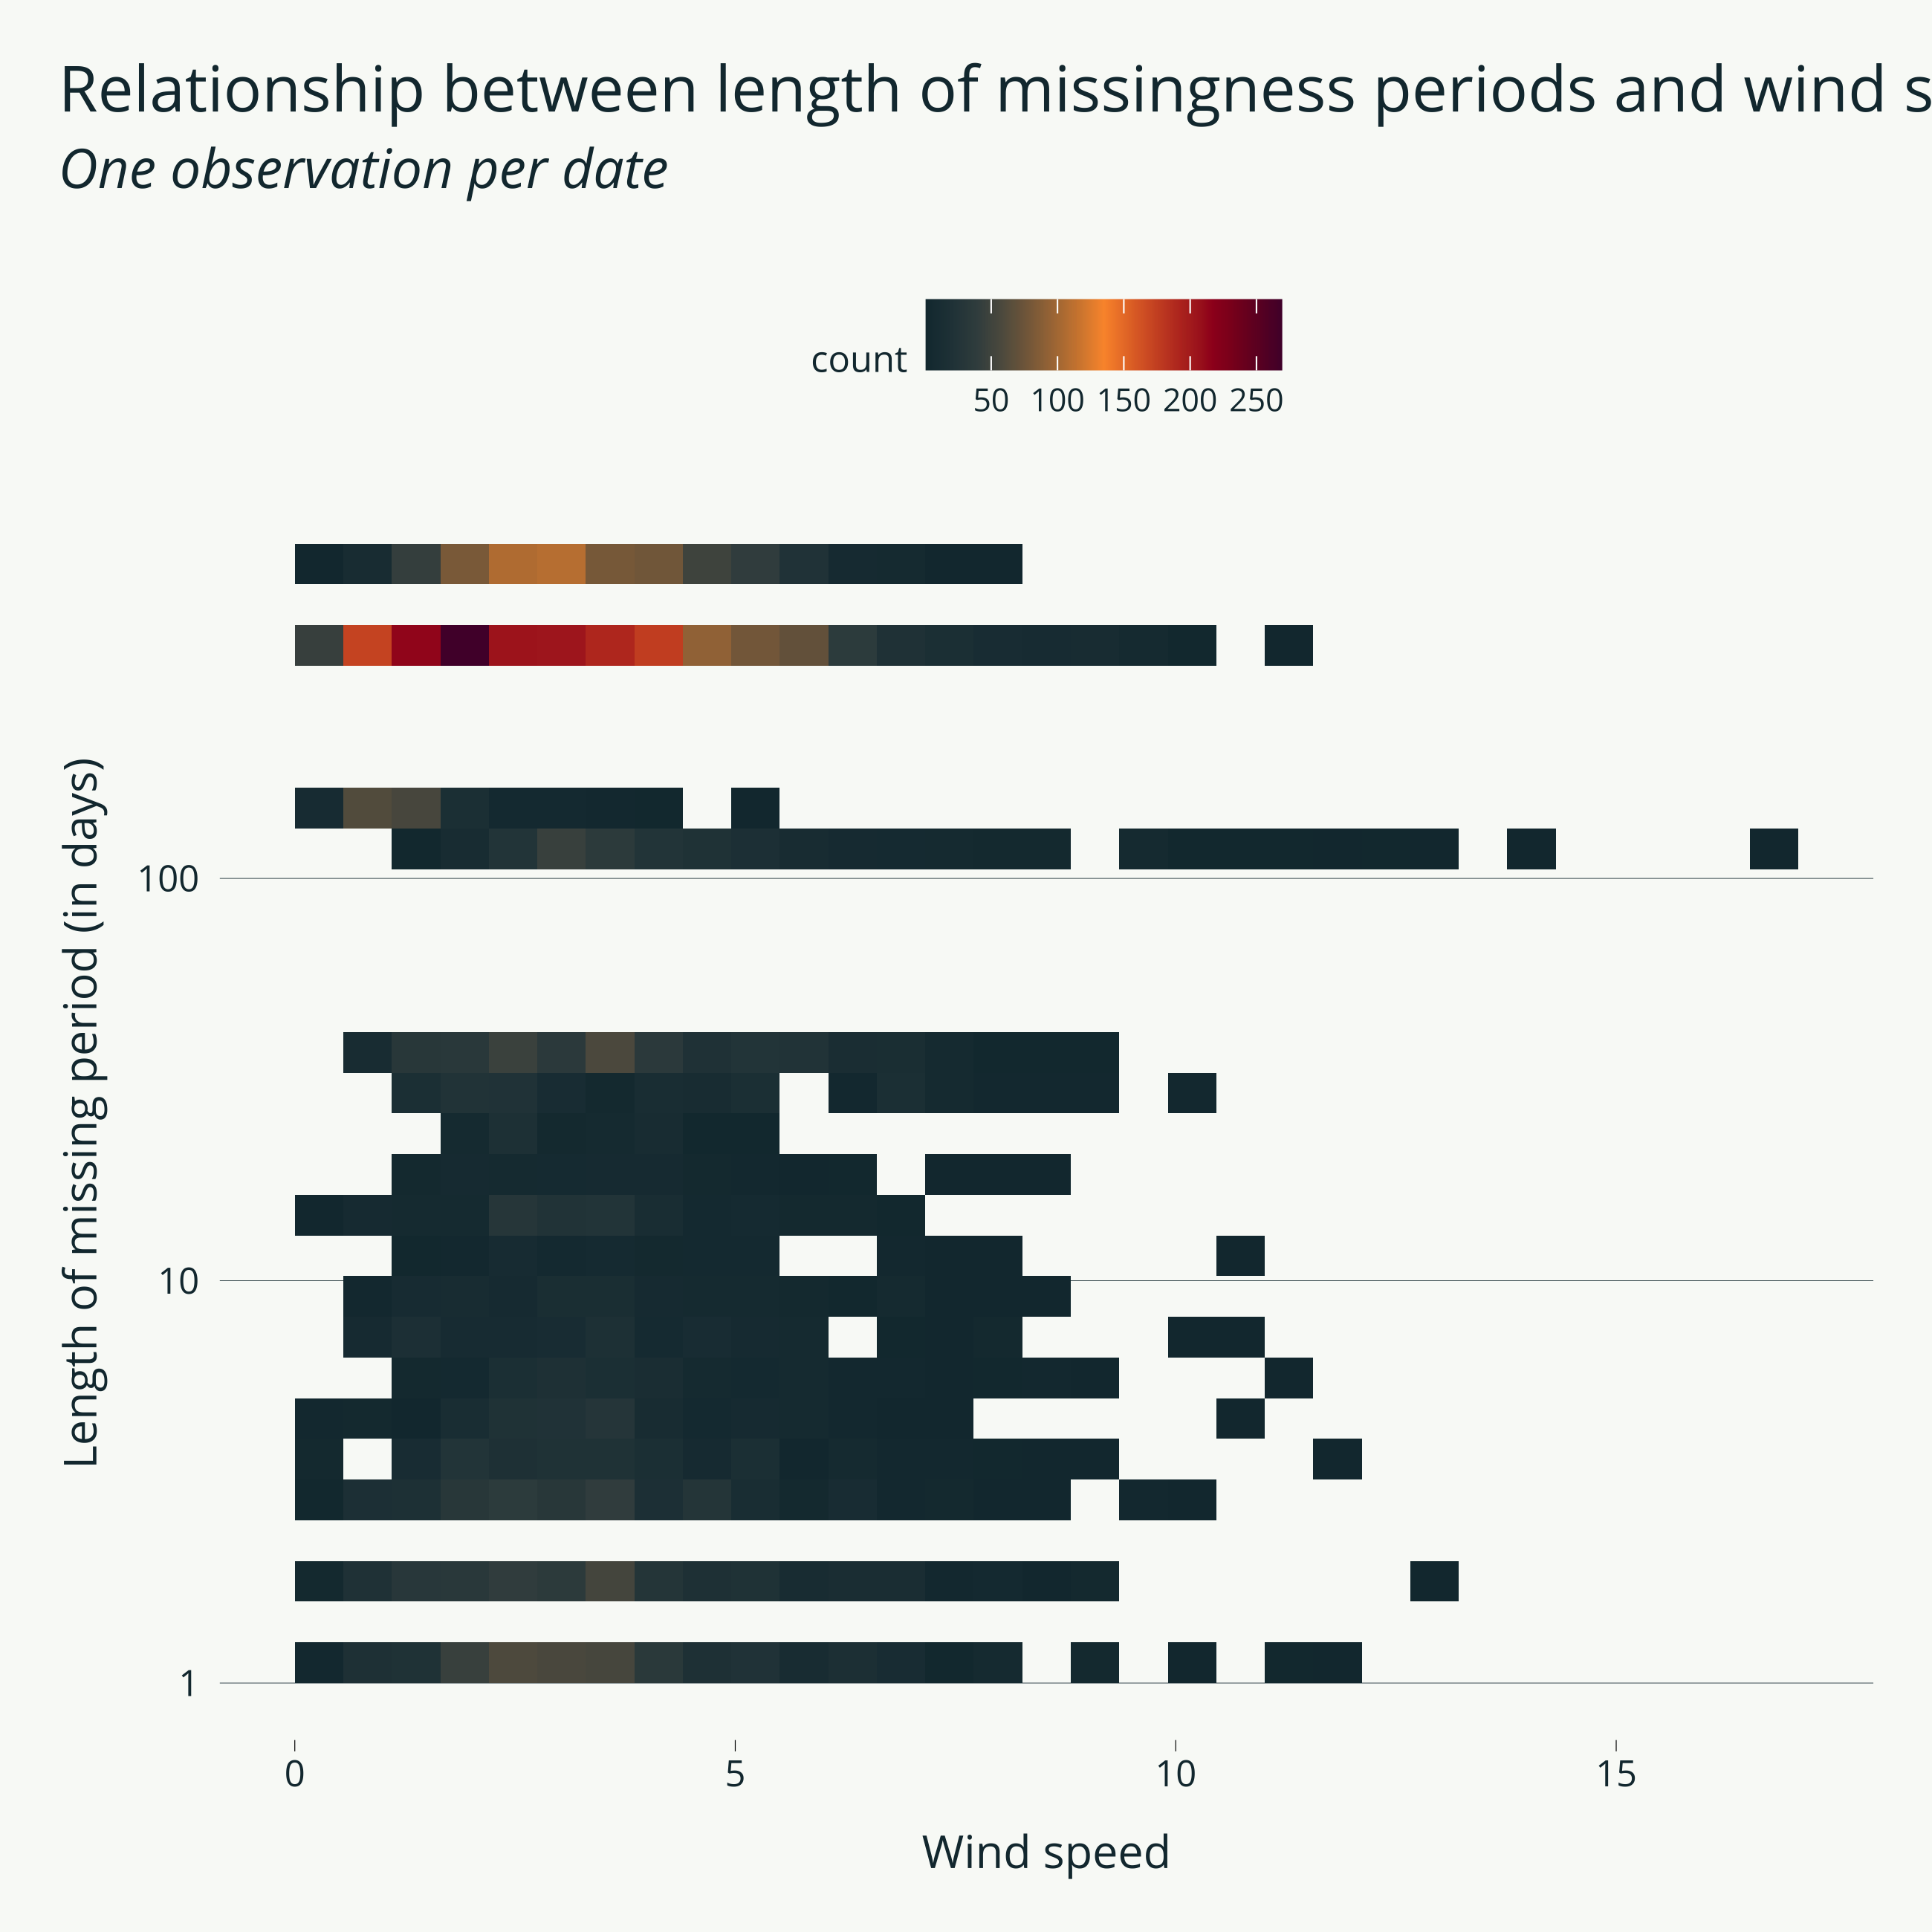 Relationship between length of missingness periods and wind s
One observation per date
count
50 100 150 200 250
Length of missing period (in days)
100
10
1
0 5 10 15
Wind speed